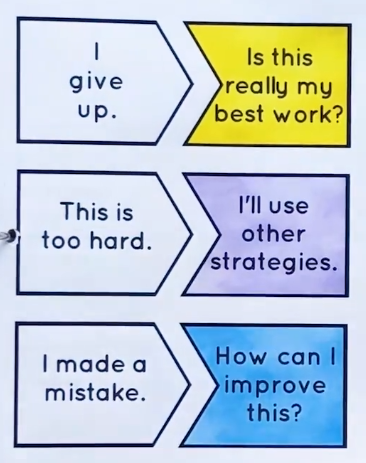 I
give
up.
Is this
really my
best work?
This is
too hard.
I'll use
other
strategies.
I made a
mistake.
How can I
improve
this?